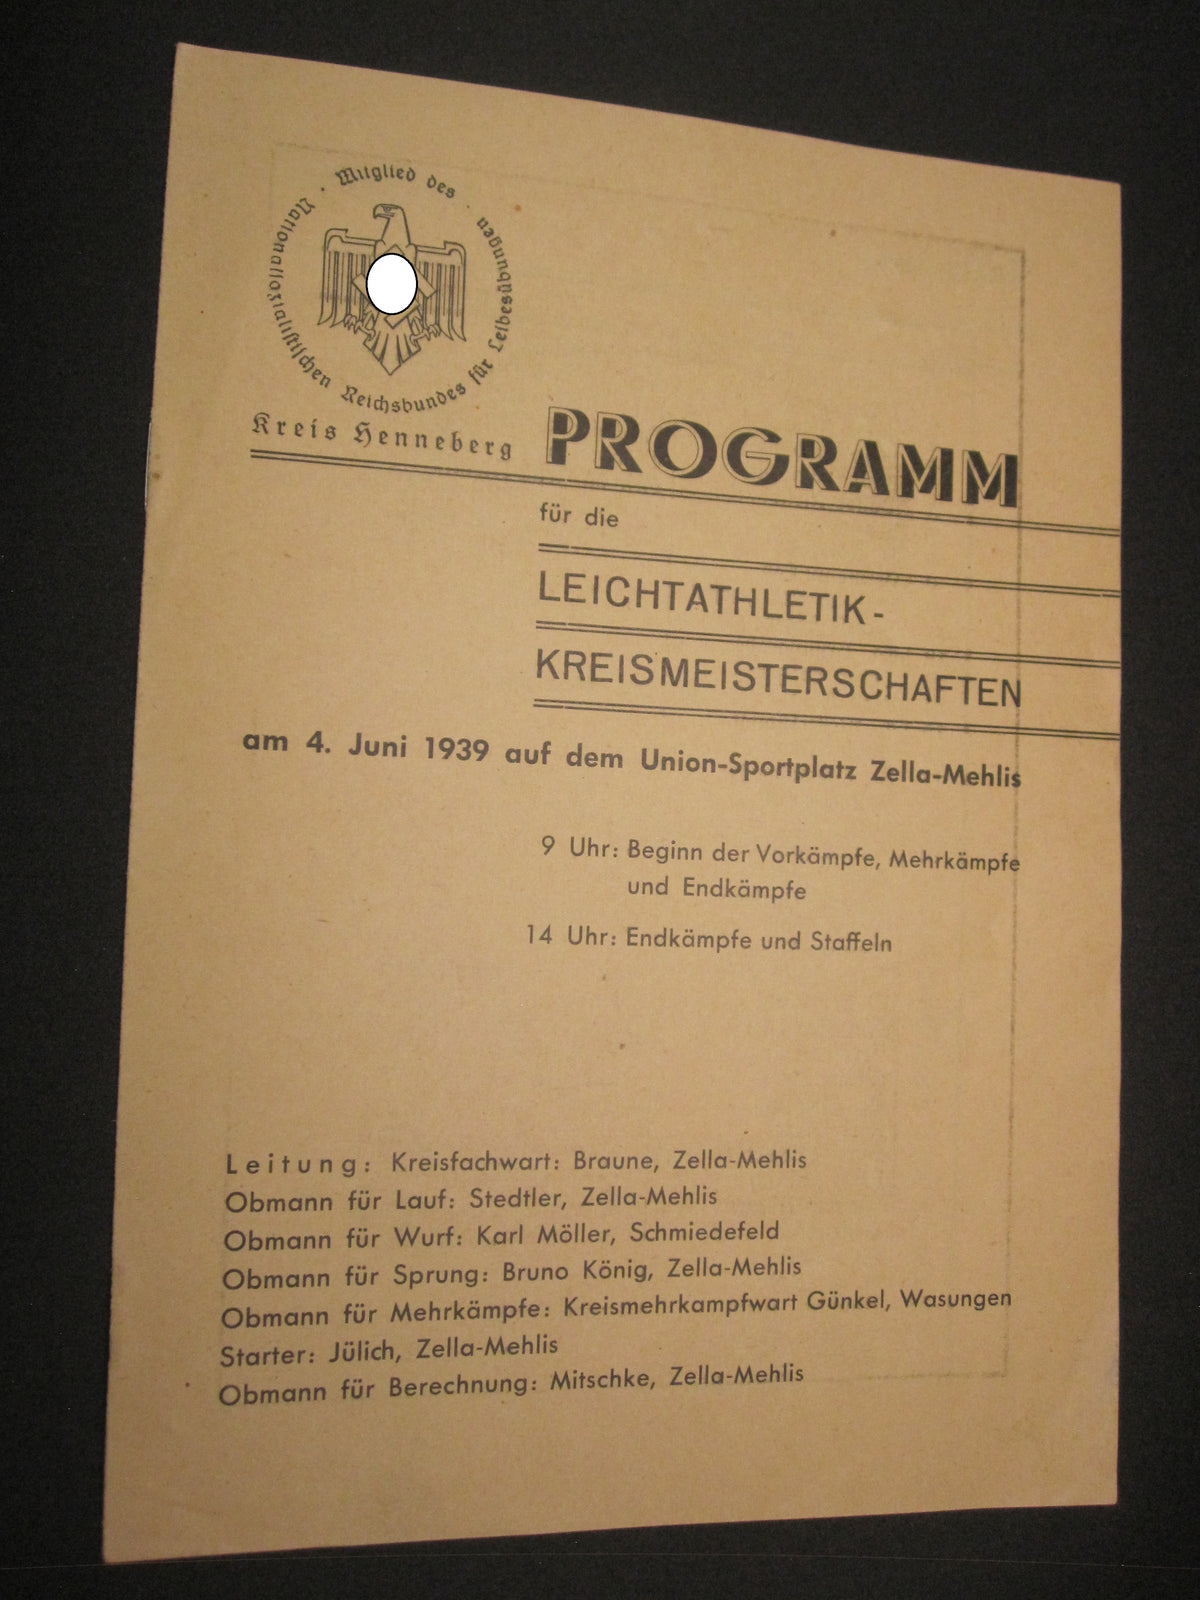 Mitglied des
Nationalsozialistischen Reichsbundes für Leibesübungen
Kreis Henneberg
PROGRAMM
für die
LEICHTATHLETIK-
KREISMEISTERSCHAFTEN
am 4. Juni 1939 auf dem Union-Sportplatz Zella-Mehlis
9 Uhr: Beginn der Vorkämpfe, Mehrkämpfe
und Endkämpfe
14 Uhr: Endkämpfe und Staffeln
Leitung: Kreisfachwart: Braune, Zella-Mehlis
Obmann für Lauf: Stedtler, Zella-Mehlis
Obmann für Wurf: Karl Möller, Schmiedefeld
Obmann für Sprung: Bruno König, Zella-Mehlis
Obmann für Mehrkämpfe: Kreismehrkampfwart Günkel, Wasungen
Starter: Jülich, Zella-Mehlis
Obmann für Berechnung: Mitschke, Zella-Mehlis